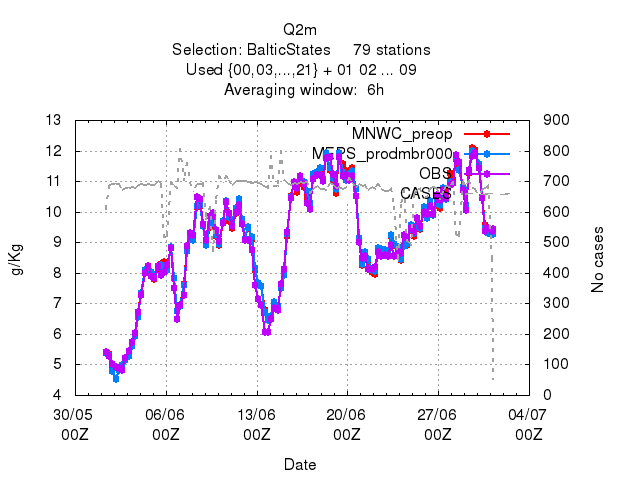 Q2m
Selection: BalticStates 79 stations
Used {00,03,...,21} + 01 02 ... 09
Averaging window: 6h
13 900
12 800
11 700
10 600
9 500
8 400
7 300
6 200
5 100
4 0
MNWC_preop
MEPS_prodmbr000
OBS
CASES
g/Kg
No cases
30/05 06/06 13/06 20/06 27/06 04/07
00Z 00Z 00Z 00Z 00Z 00Z
Date